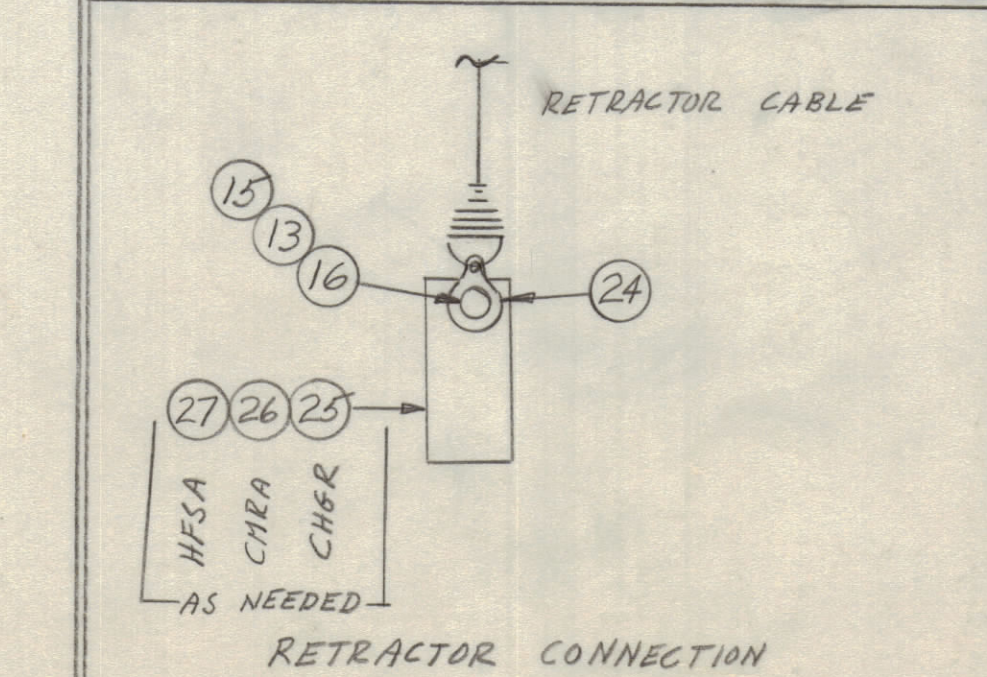 RETRACTOR CABLE
15
13
16
24
27 26 25
HFSA
CMRA
CHGR
AS NEEDED
RETRACTOR CONNECTION